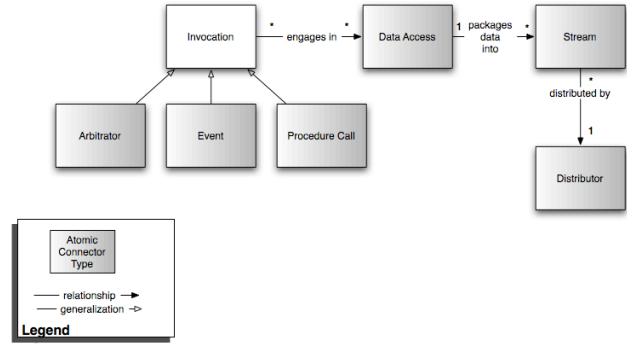 Invocation
* engages in *
Data Access
1 packages *
data
into
Stream
*
distributed by
1
Arbitrator
Event
Procedure Call
Distributor
Atomic
Connector
Type
relationship
generalization
Legend